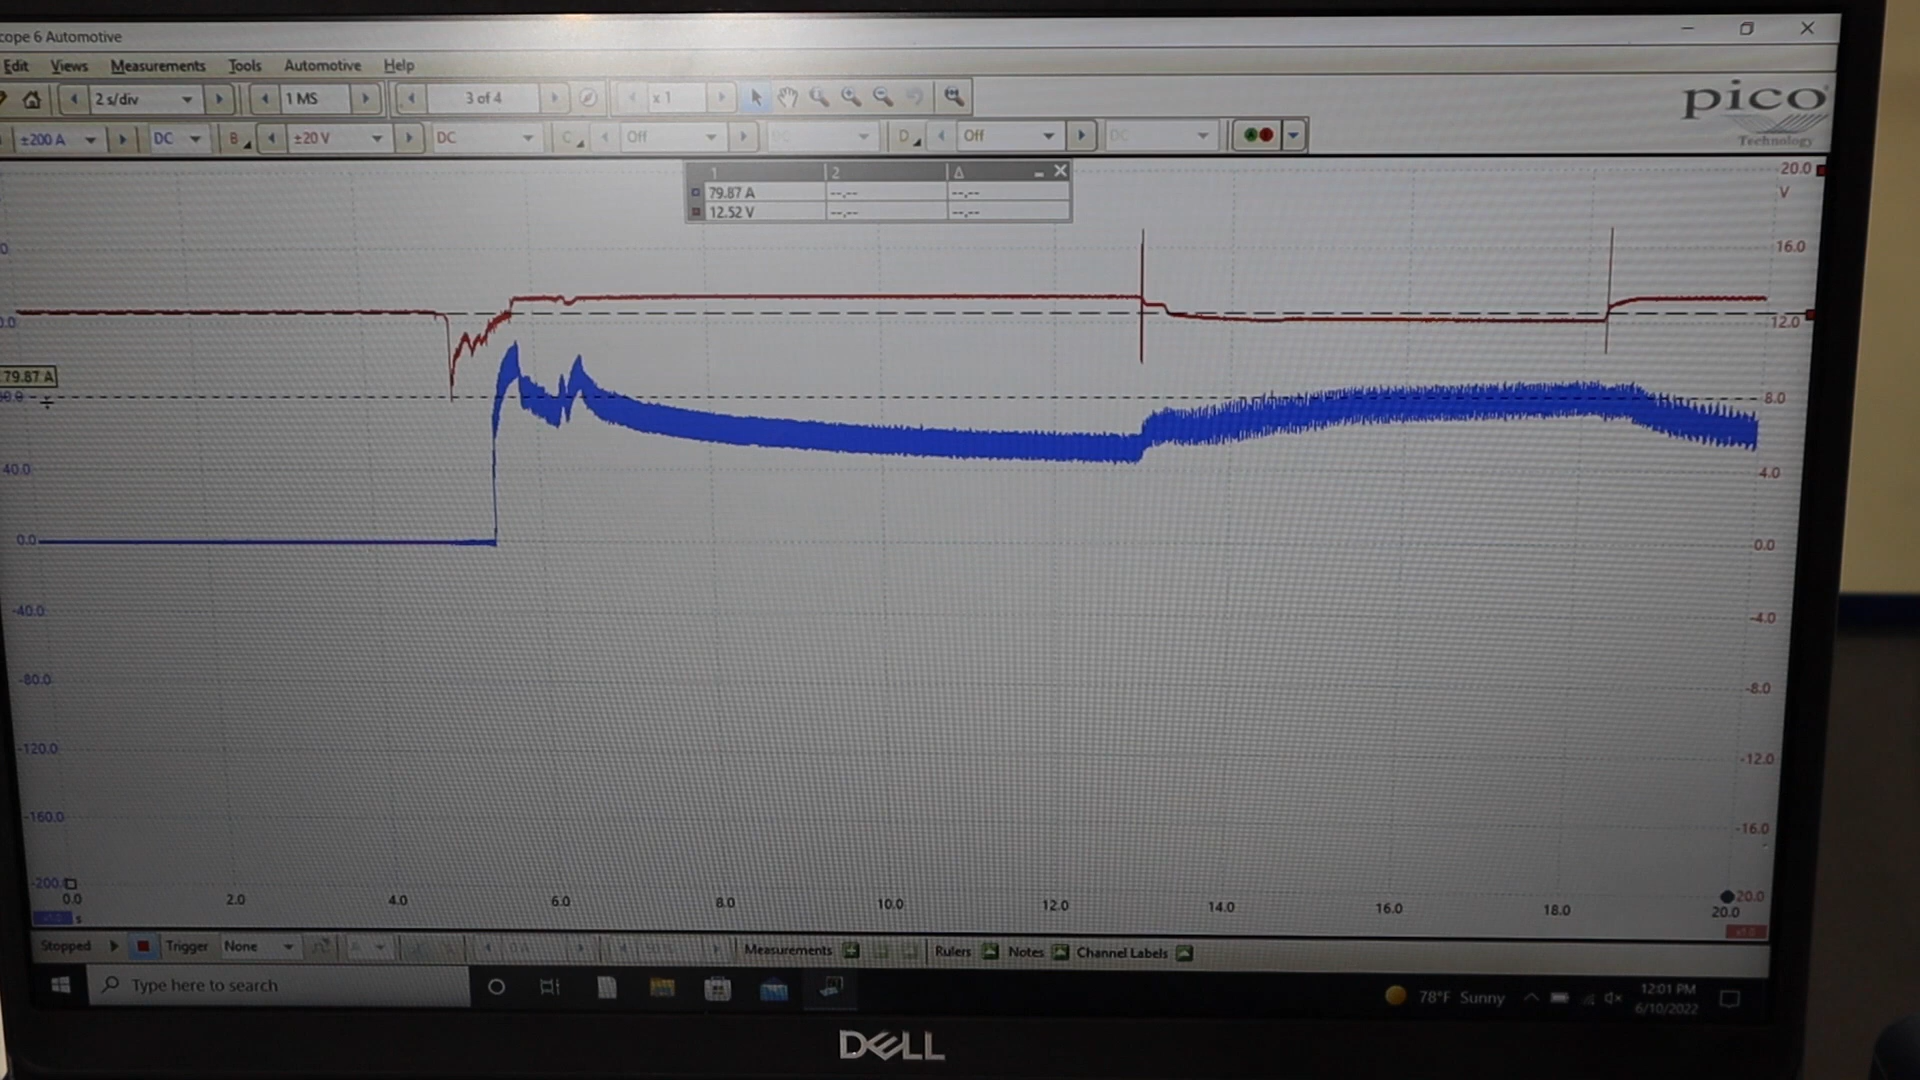 cope 6 Automotive
Edit Views Measurements Tools Automotive Help
2 s/div 1 MS 3 of 4 x 1
pico
Technology
±200 A DC B ±20 V DC C Off D Off DC
1 2 Δ
79.87 A --.-- --.--
12.52 V --.-- --.--
20.0
V
0
16.0
0.0
12.0
79.87 A
8.0
40.0
4.0
0.0
0.0
-40.0
-4.0
-80.0
-8.0
-120.0
-12.0
-160.0
-16.0
-200.0
20.0
0.0 2.0 4.0 6.0 8.0 10.0 12.0 14.0 16.0 18.0 20.0
s
Stopped Trigger None Measurements Rulers Notes Channel Labels
Type here to search
78°F Sunny
12:01 PM
6/10/2022
DELL